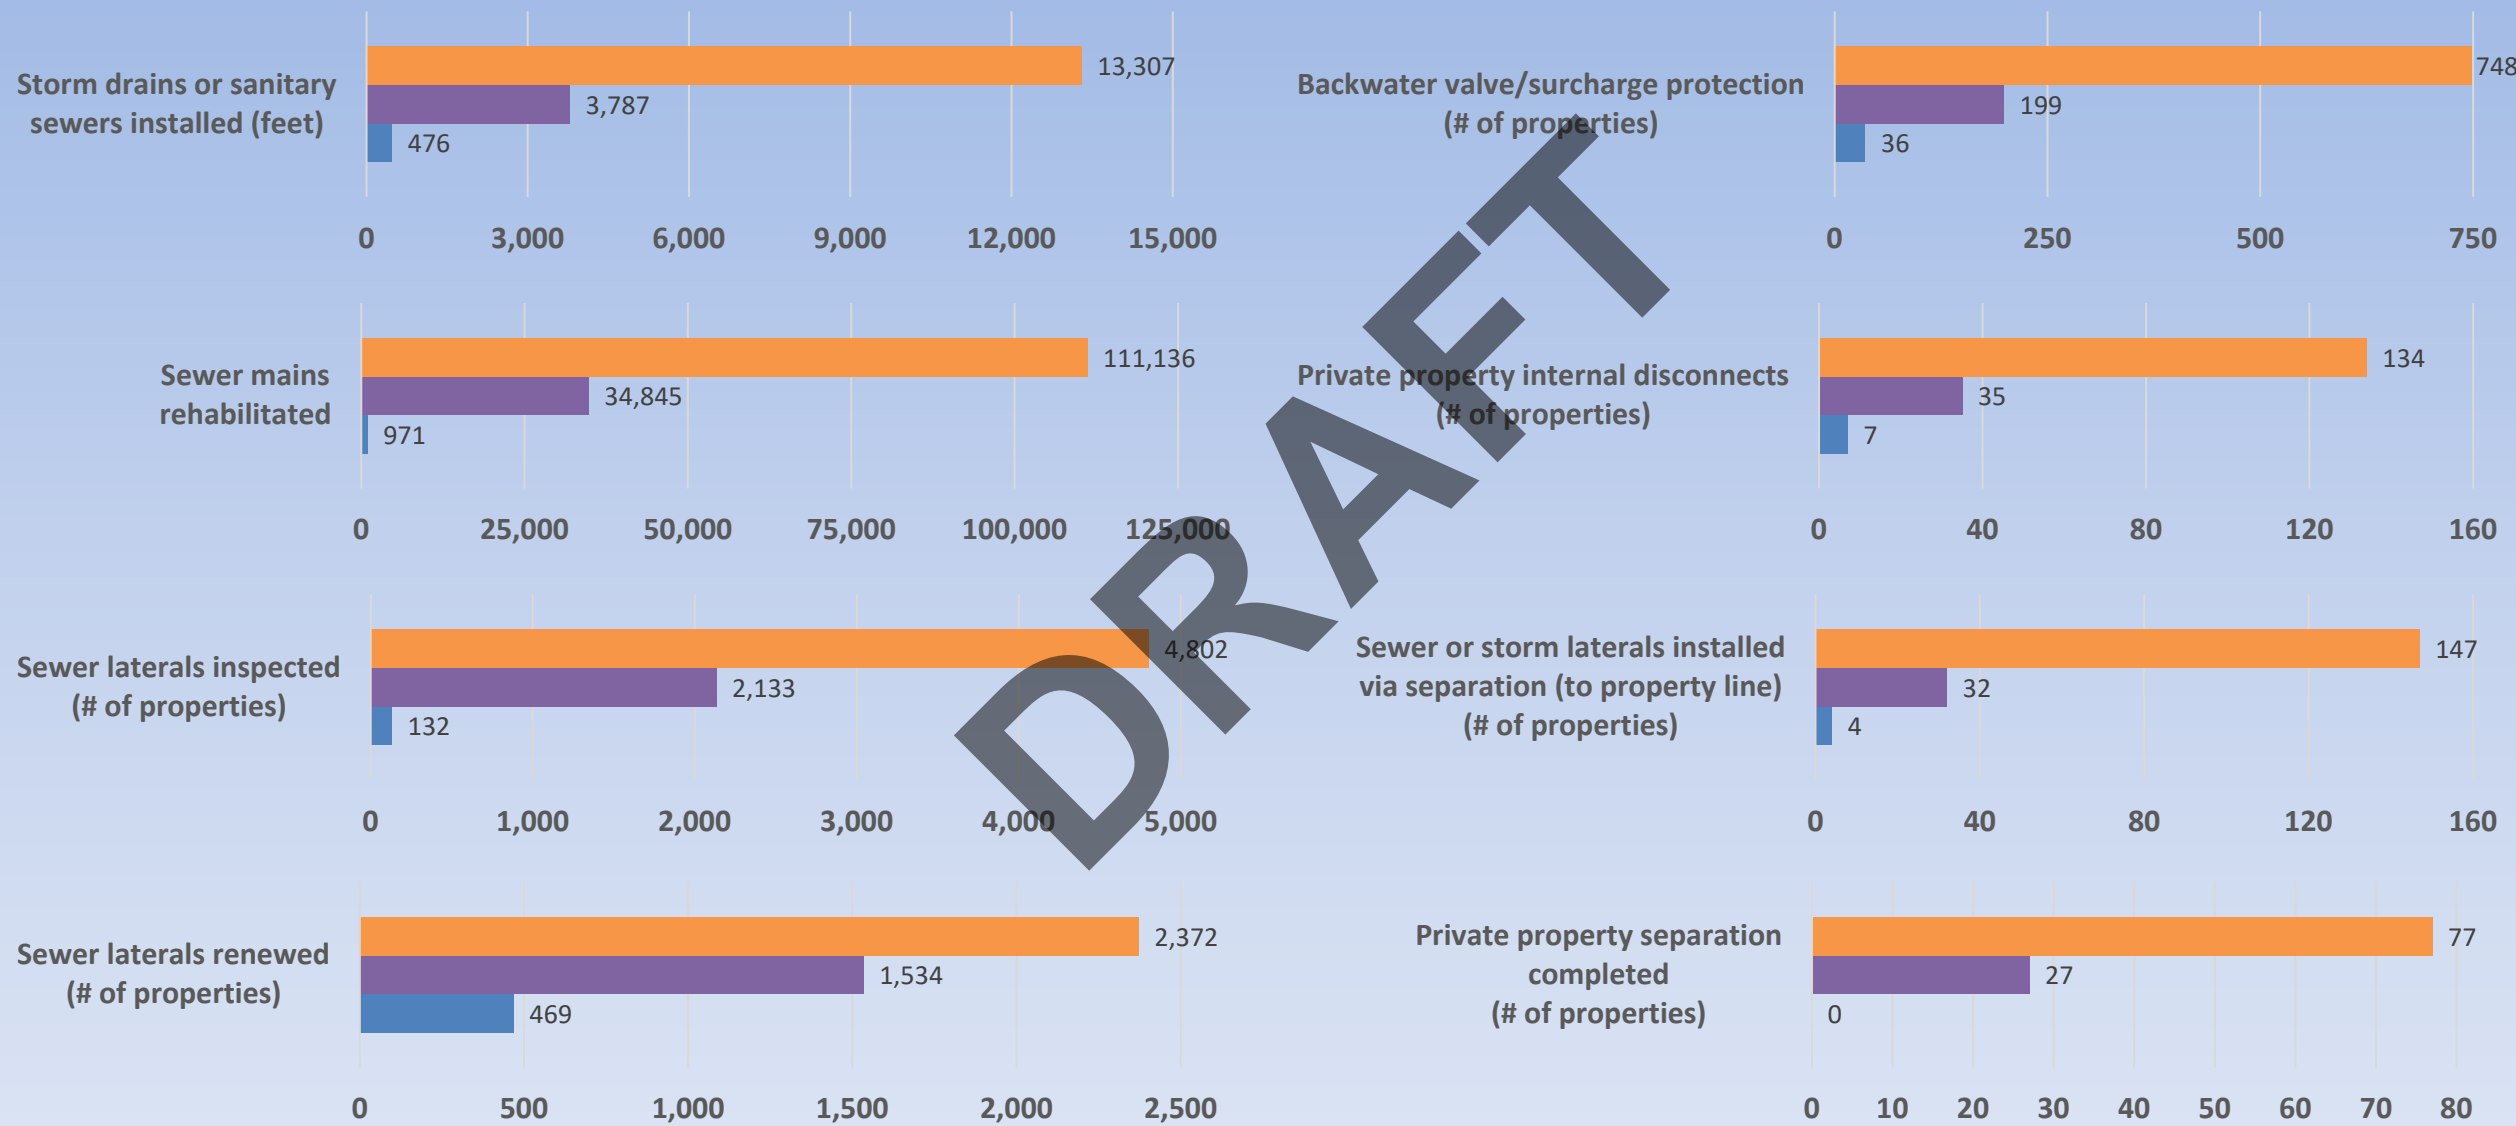 Storm drains or sanitary
sewers installed (feet)
13,307
3,787
476
0 3,000 6,000 9,000 12,000 15,000
Sewer mains
rehabilitated
111,136
34,845
971
0 25,000 50,000 75,000 100,000 125,000
Sewer laterals inspected
(# of properties)
4,802
2,133
132
0 1,000 2,000 3,000 4,000 5,000
Sewer laterals renewed
(# of properties)
2,372
1,534
469
0 500 1,000 1,500 2,000 2,500
Backwater valve/surcharge protection
(# of properties)
748
199
36
0 250 500 750
Private property internal disconnects
(# of properties)
134
35
7
0 40 80 120 160
Sewer or storm laterals installed
via separation (to property line)
(# of properties)
147
32
4
0 40 80 120 160
Private property separation
completed
(# of properties)
77
27
0
0 10 20 30 40 50 60 70 80
DRAFT